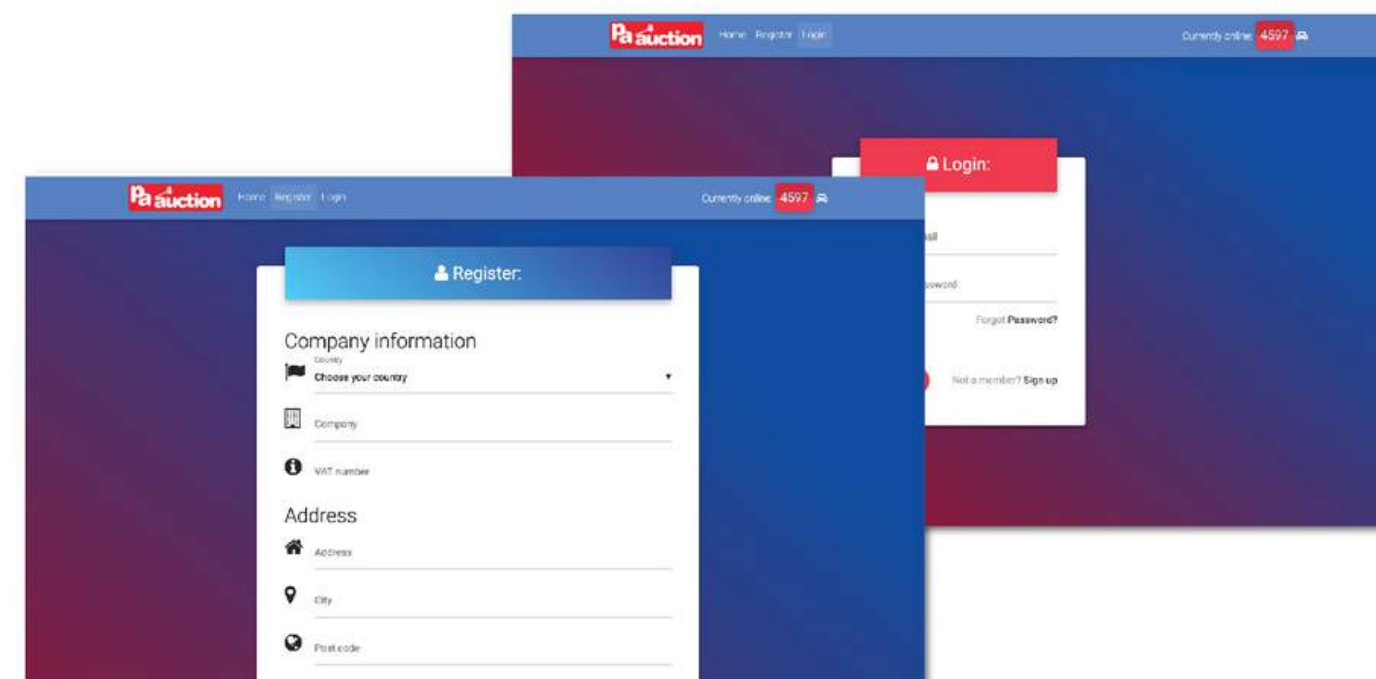 Pa auction Home Register Login Currently online: 4597
Login:
Forgot Password?
Not a member? Sign up
Pa auction Home Register Login Currently online: 4597
Register:
Company information
Country
Choose your country
Company
VAT number
Address
Address
City
Post code